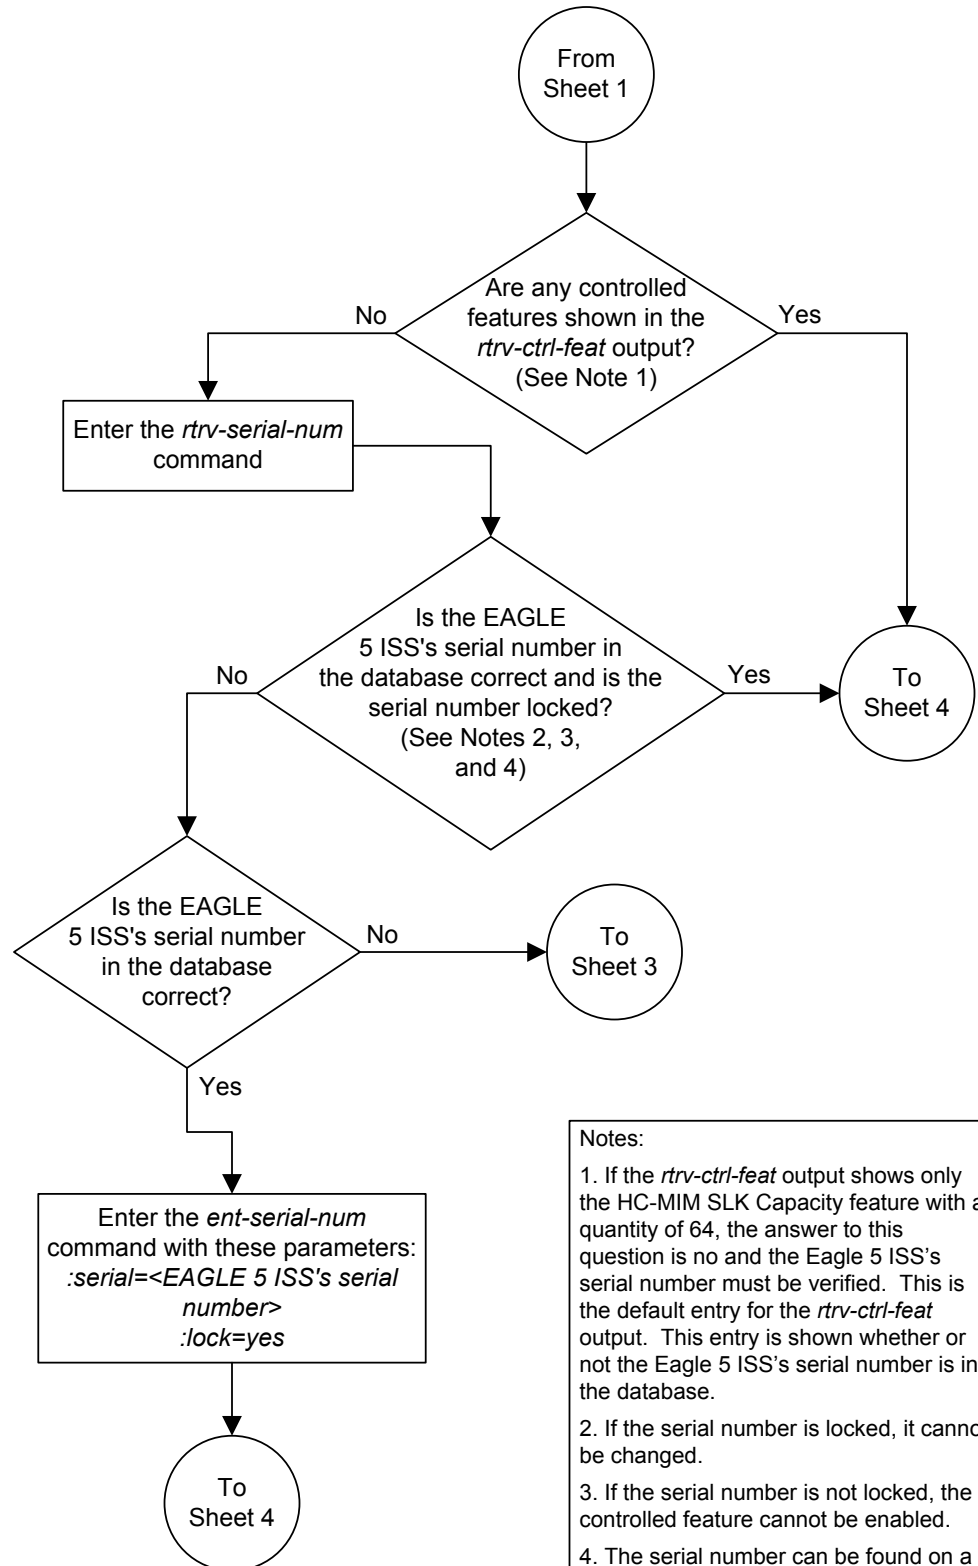 From
Sheet 1
Are any controlled
features shown in the
rtrv-ctrl-feat output?
(See Note 1)
No
Yes
Enter the rtrv-serial-num
command
Is the EAGLE
5 ISS's serial number in
the database correct and is the
serial number locked?
(See Notes 2, 3,
and 4)
No
Yes
To
Sheet 4
Is the EAGLE
5 ISS's serial number
in the database
correct?
No
To
Sheet 3
Yes
Enter the ent-serial-num
command with these parameters:
:serial=<EAGLE 5 ISS's serial
number>
:lock=yes
To
Sheet 4
Notes:
1. If the rtrv-ctrl-feat output shows only
the HC-MIM SLK Capacity feature with a
quantity of 64, the answer to this
question is no and the Eagle 5 ISS’s
serial number must be verified.  This is
the default entry for the rtrv-ctrl-feat
output.  This entry is shown whether or
not the Eagle 5 ISS’s serial number is in
the database.
2. If the serial number is locked, it
be changed.
3. If the serial number is not locked, the
controlled feature cannot be enabled.
4. The serial number can be found on a